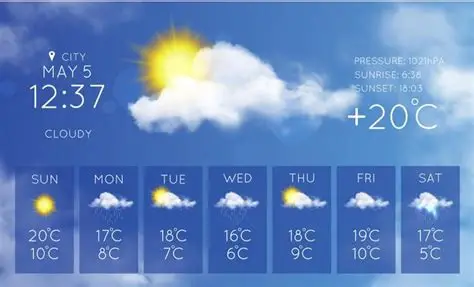 CITY
MAY 5
12:37
CLOUDY
PRESSURE: 1021hPA
SUNRISE: 6:38
SUNSET: 18:03
+20°C
SUN
20°C
10°C
MON
17°C
8°C
TUE
18°C
7°C
WED
16°C
6°C
THU
18°C
9°C
FRI
19°C
10°C
SAT
17°C
5°C